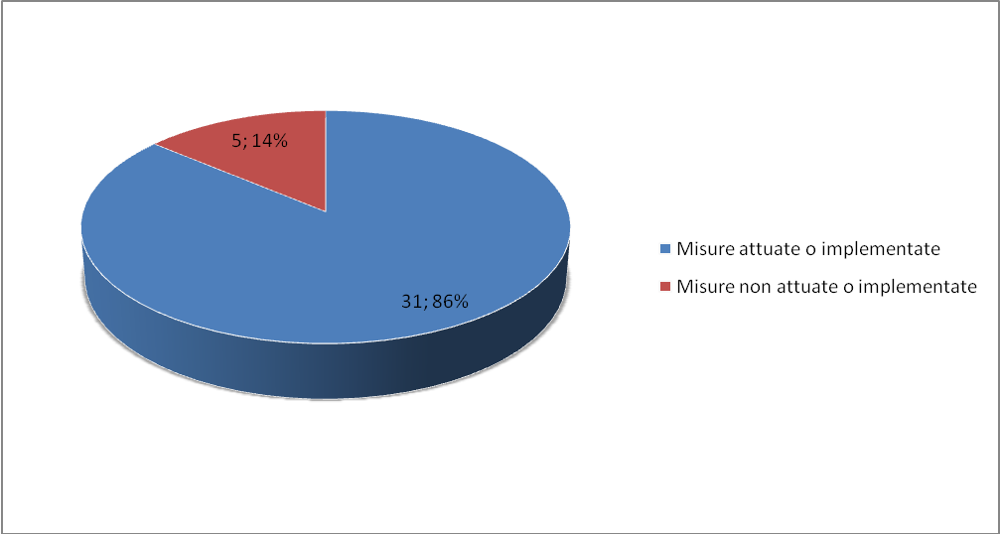 5; 14%
31; 86%
Misure attuate o implementate
Misure non attuate o implementate